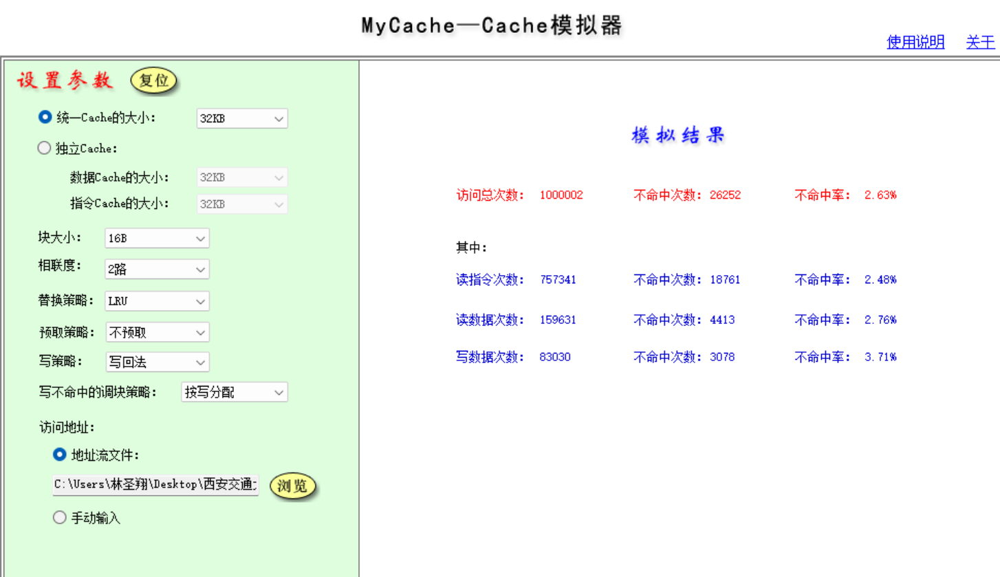 MyCache—Cache模拟器
使用说明 关于
设置参数 复位
统一Cache的大小： 32KB
独立Cache：
数据Cache的大小： 32KB
指令Cache的大小： 32KB
块大小： 16B
相联度： 2路
替换策略： LRU
预取策略： 不预取
写策略： 写回法
写不命中的调块策略： 按写分配
访问地址：
地址流文件：
C:\Users\林圣翔\Desktop\西安交通 浏览
手动输入
模拟结果
访问总次数： 1000002 不命中次数：26252 不命中率： 2.63%
其中：
读指令次数： 757341 不命中次数：18761 不命中率： 2.48%
读数据次数： 159631 不命中次数：4413 不命中率： 2.76%
写数据次数： 83030 不命中次数：3078 不命中率： 3.71%